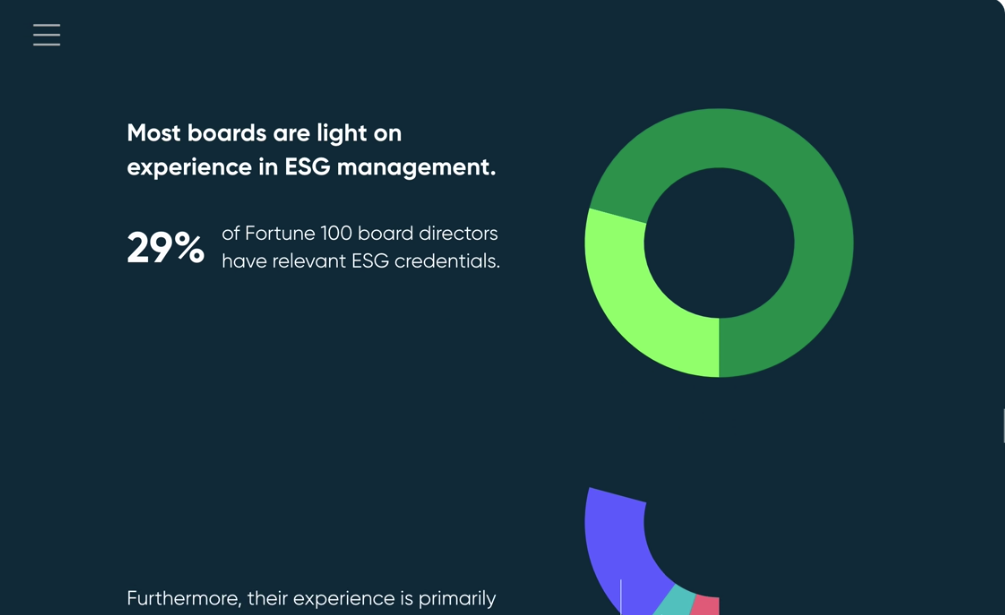 Most boards are light on
experience in ESG management.
29%
of Fortune 100 board directors
have relevant ESG credentials.
Furthermore, their experience is primarily